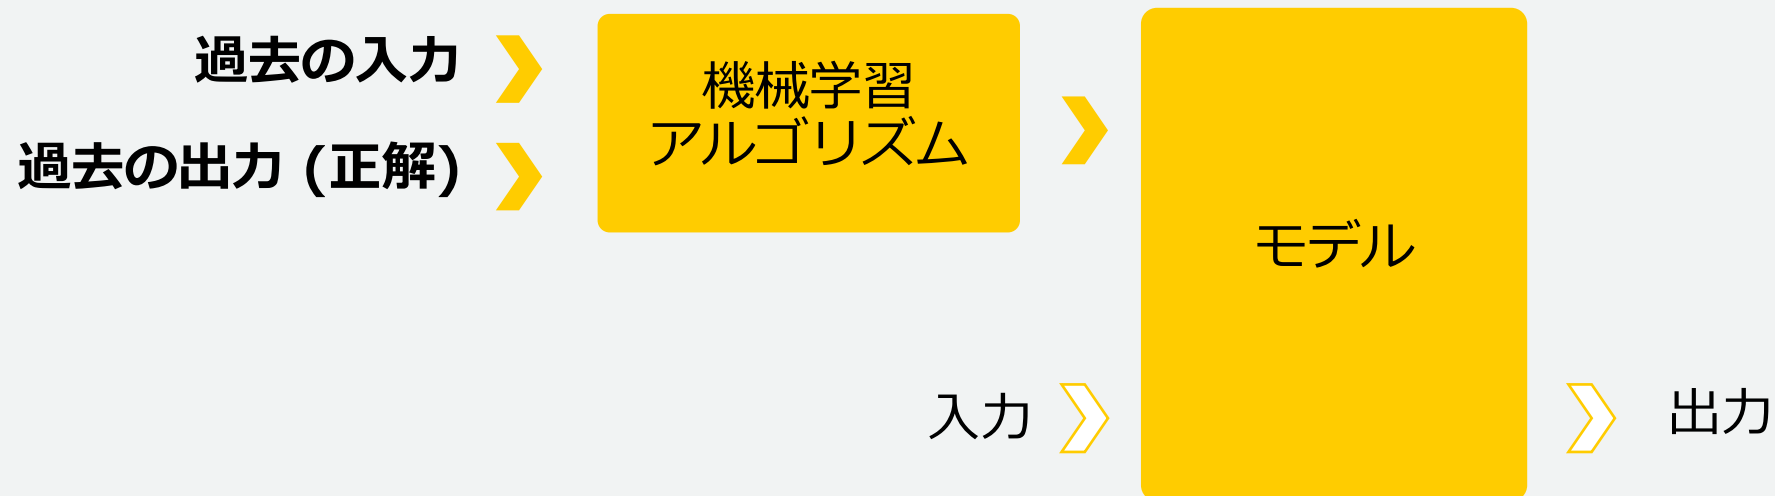 過去の入力
過去の出力 (正解)
機械学習
アルゴリズム
モデル
入力
出力